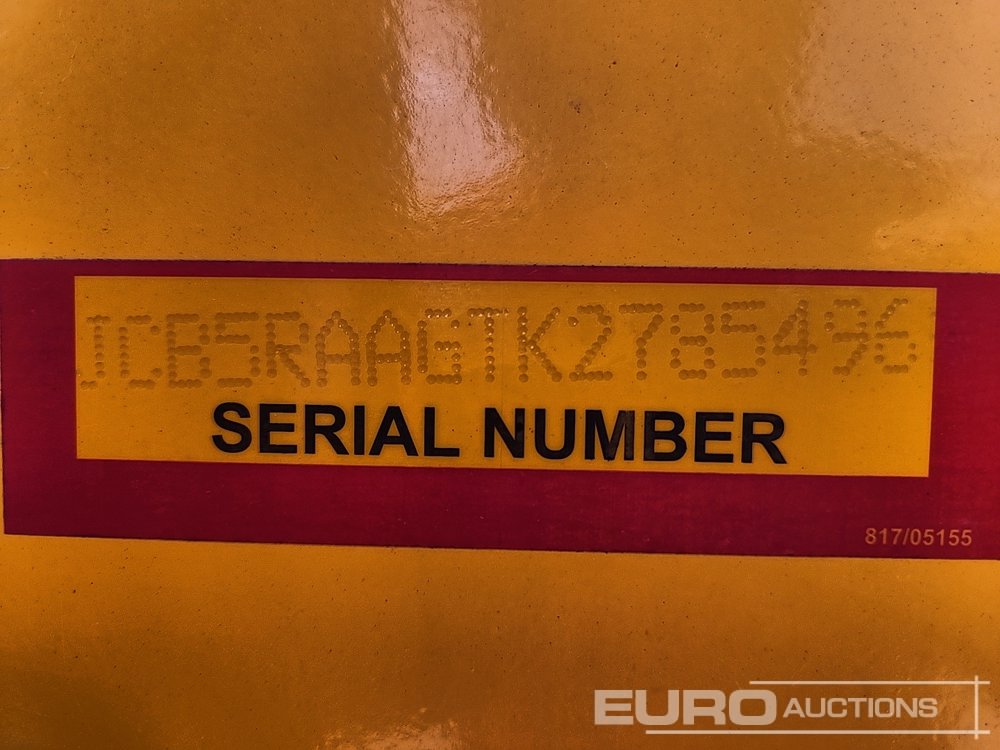 JCB5RAAGTK2785496
SERIAL NUMBER
817/05155
EURO AUCTIONS